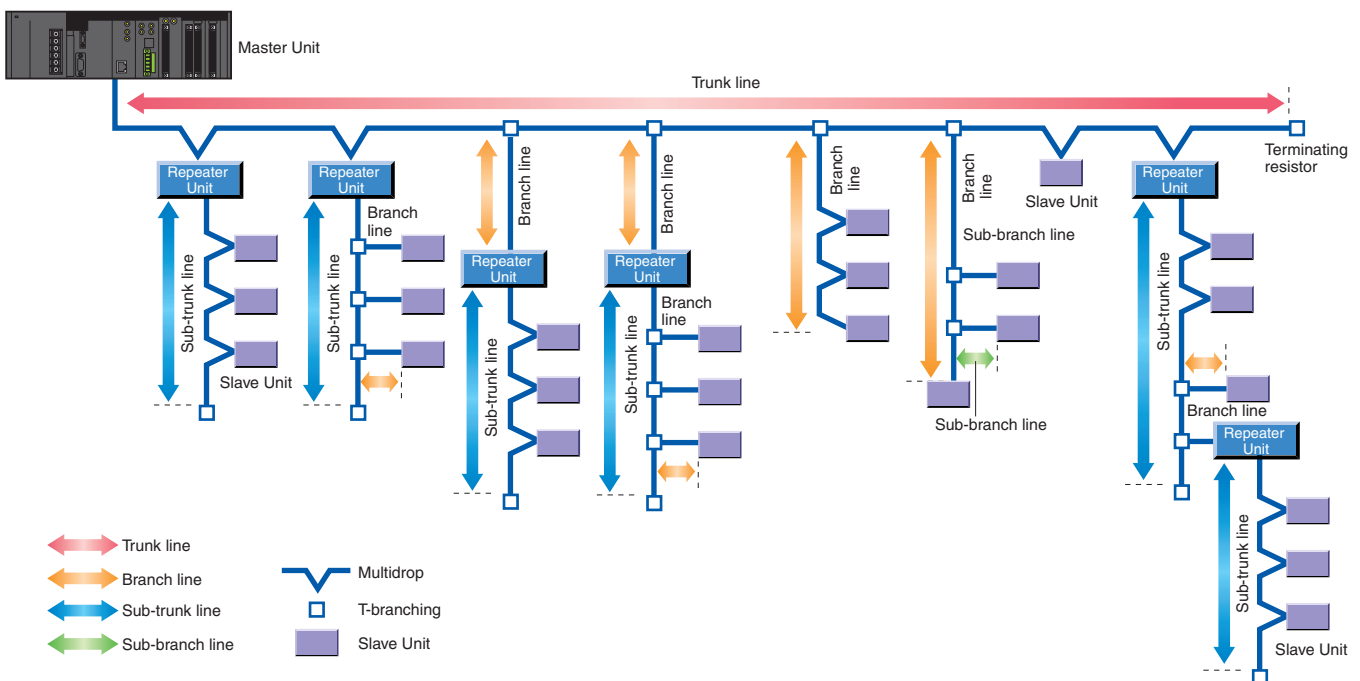 Master Unit
Trunk line
Terminating
resistor
Repeater
Unit
Sub-trunk line
Slave Unit
Repeater
Unit
Branch
line
Sub-trunk line
Branch line
Repeater
Unit
Sub-trunk line
Branch line
Repeater
Unit
Branch
line
Sub-trunk line
Branch
line
Branch
line
Sub-branch line
Sub-branch line
Slave Unit
Repeater
Unit
Sub-trunk line
Branch line
Repeater
Unit
Sub-trunk line
Slave Unit
Trunk line
Branch line
Sub-trunk line
Sub-branch line
Multidrop
T-branching
Slave Unit